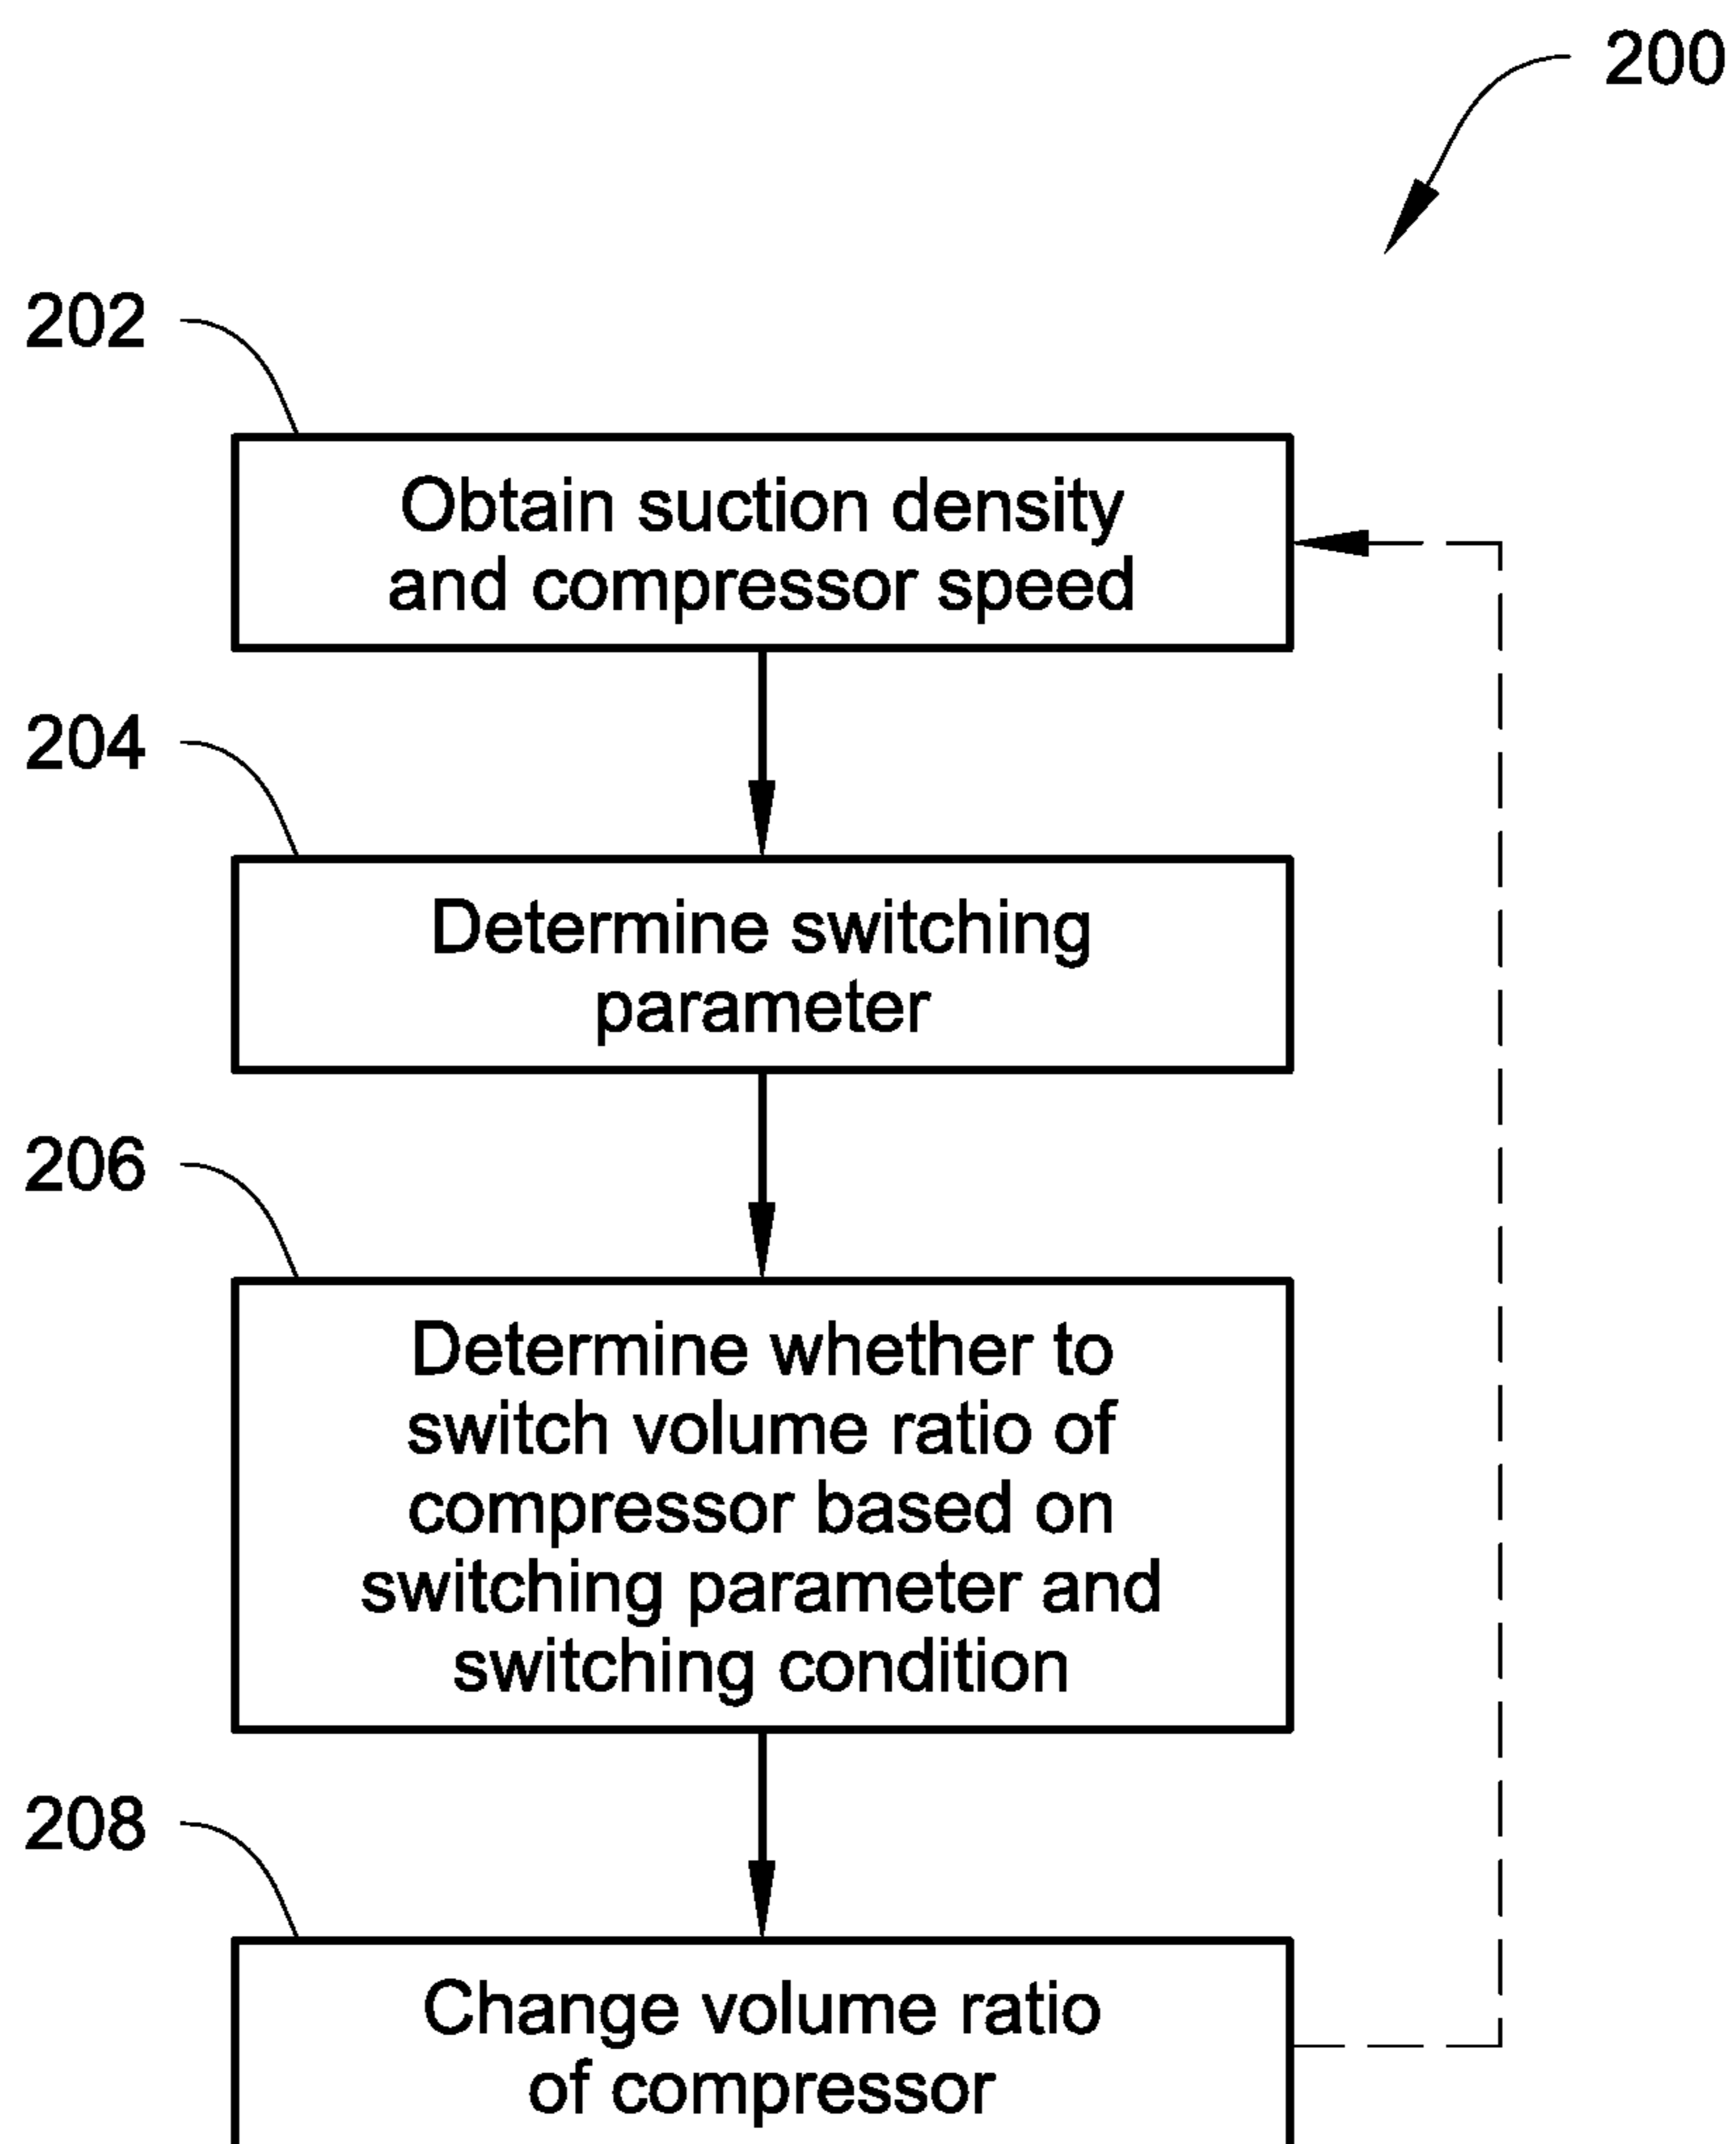 200
202
Obtain suction density
and compressor speed
204
Determine switching
parameter
206
Determine whether to
switch volume ratio of
compressor based on
switching parameter and
switching condition
208
Change volume ratio
of compressor